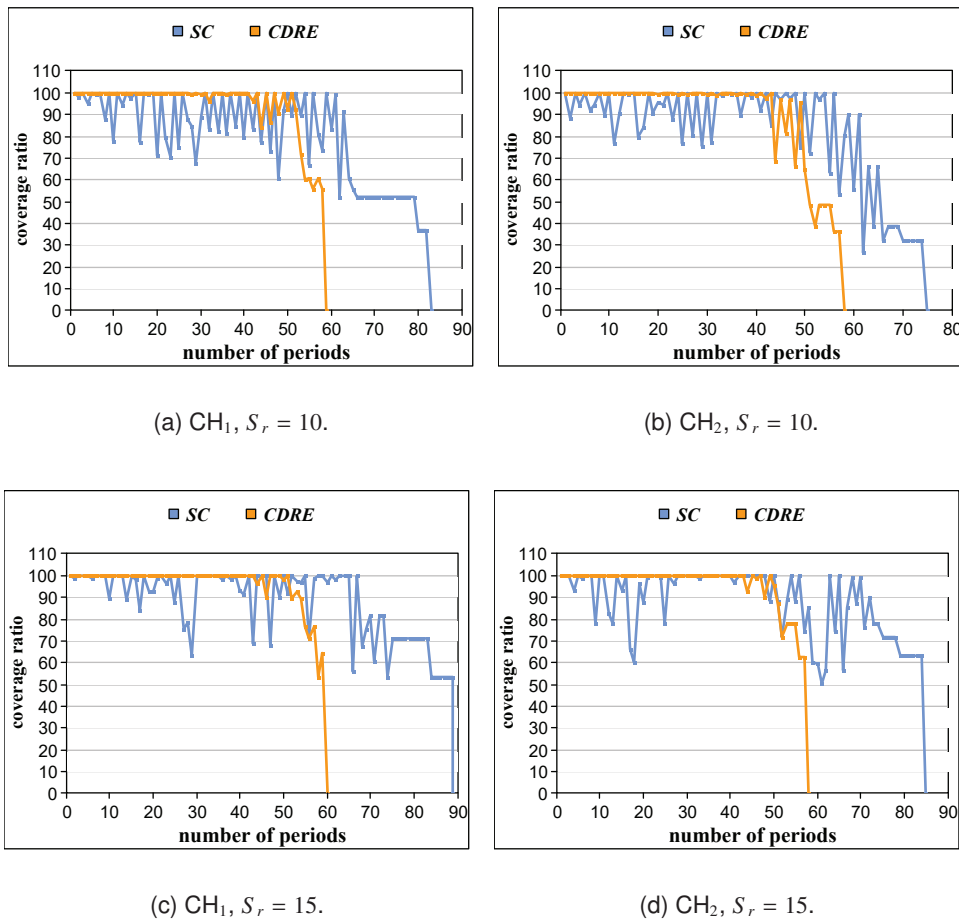 SC CDRE
110
100
90
80
70
60
50
40
30
20
10
0
coverage ratio
0 10 20 30 40 50 60 70 80 90
number of periods
(a) CH₁, Sᵣ = 10.
SC CDRE
110
100
90
80
70
60
50
40
30
20
10
0
coverage ratio
0 10 20 30 40 50 60 70 80
number of periods
(b) CH₂, Sᵣ = 10.
SC CDRE
110
100
90
80
70
60
50
40
30
20
10
0
coverage ratio
0 10 20 30 40 50 60 70 80 90
number of periods
(c) CH₁, Sᵣ = 15.
SC CDRE
110
100
90
80
70
60
50
40
30
20
10
0
coverage ratio
0 10 20 30 40 50 60 70 80 90
number of periods
(d) CH₂, Sᵣ = 15.